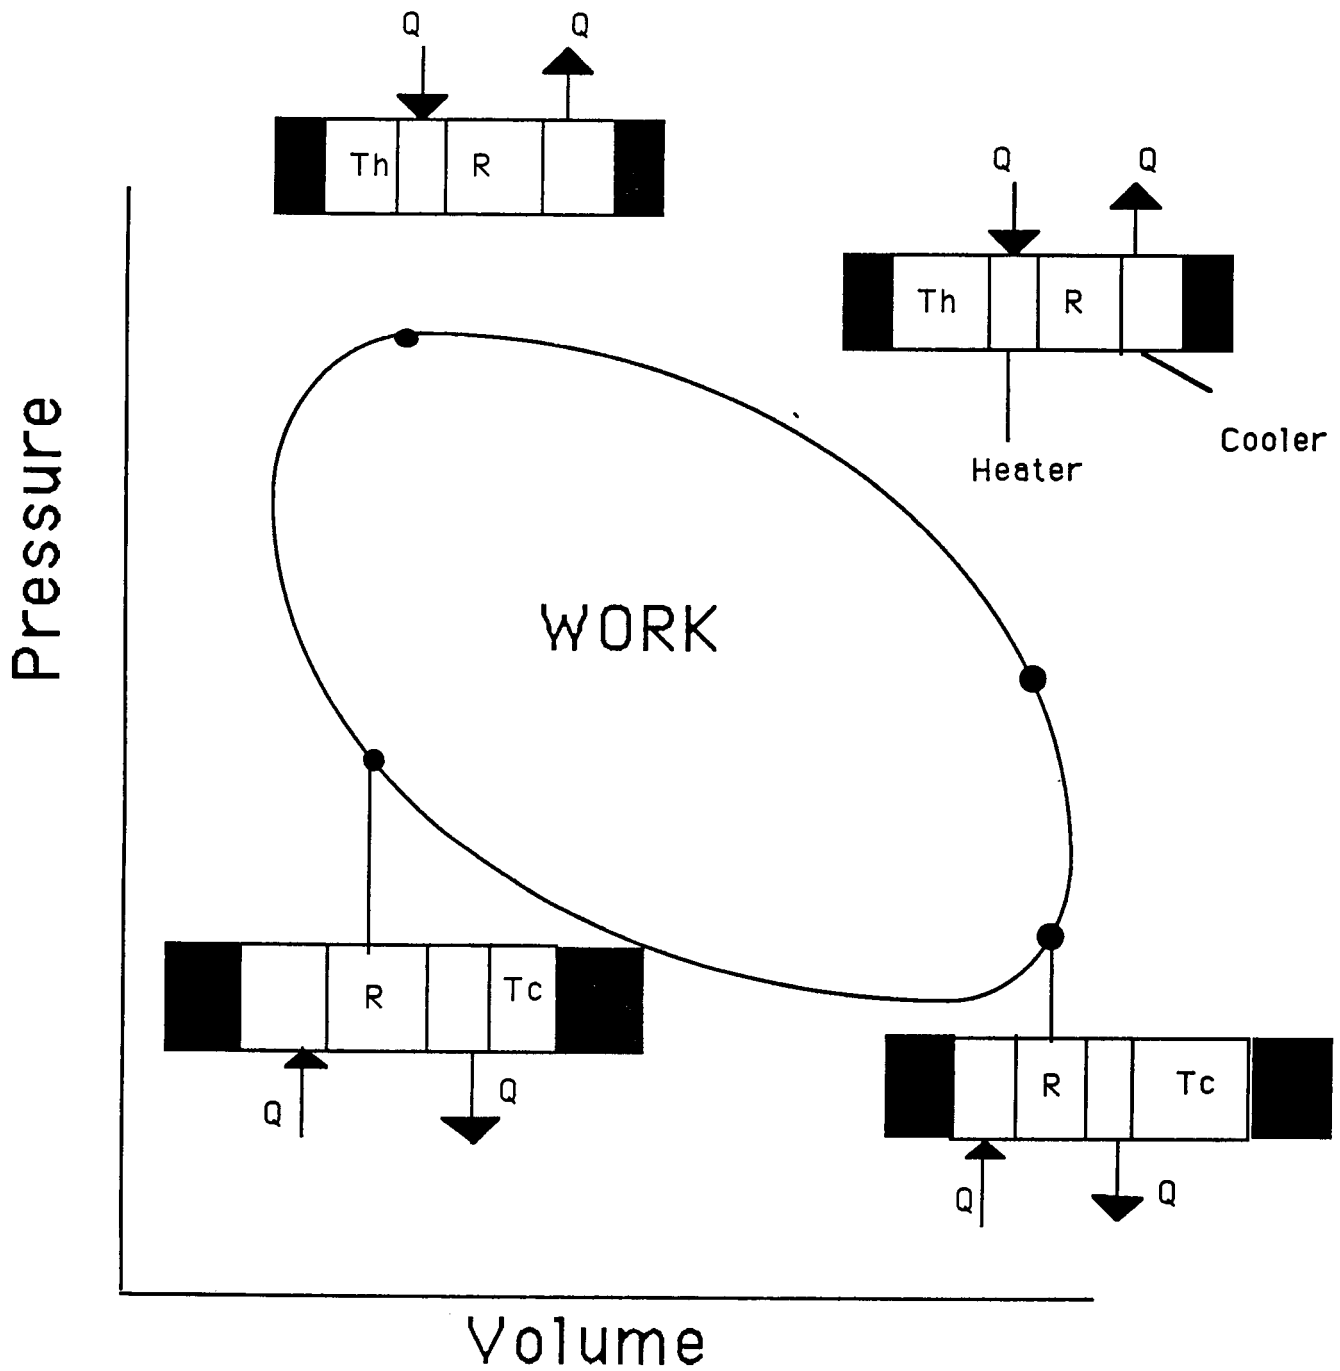 Q Q
Th R
Q Q
Th R
Cooler
Heater
Pressure
WORK
R Tc
Q Q
R Tc
Q Q
Volume